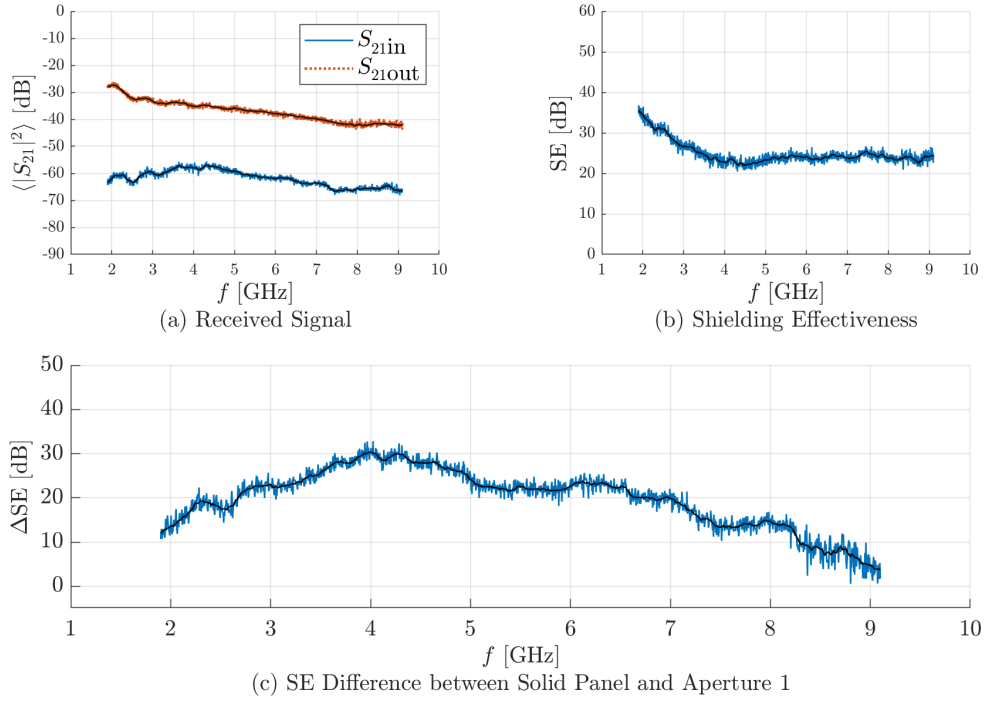 0
-10
-20
-30
-40
-50
-60
-70
-80
-90
⟨|S21|²⟩ [dB]
S21in
S21out
1 2 3 4 5 6 7 8 9 10
f [GHz]
(a) Received Signal
60
50
40
30
20
10
0
SE [dB]
1 2 3 4 5 6 7 8 9 10
f [GHz]
(b) Shielding Effectiveness
50
40
30
20
10
0
ΔSE [dB]
1 2 3 4 5 6 7 8 9 10
f [GHz]
(c) SE Difference between Solid Panel and Aperture 1